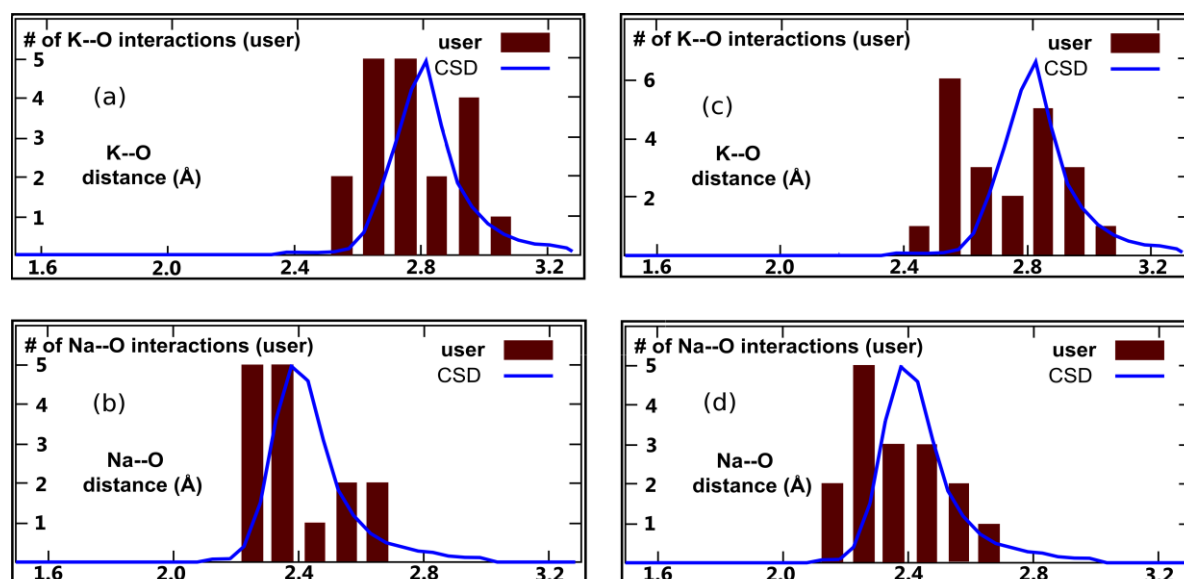 # of K--O interactions (user)
user
CSD
5
4
3
2
1
(a)
K--O
distance (Å)
1.6 2.0 2.4 2.8 3.2
# of K--O interactions (user)
user
CSD
6
4
2
(c)
K--O
distance (Å)
1.6 2.0 2.4 2.8 3.2
# of Na--O interactions (user)
user
CSD
5
4
3
2
1
(b)
Na--O
distance (Å)
1.6 2.0 2.4 2.8 3.2
# of Na--O interactions (user)
user
CSD
5
4
3
2
1
(d)
Na--O
distance (Å)
1.6 2.0 2.4 2.8 3.2